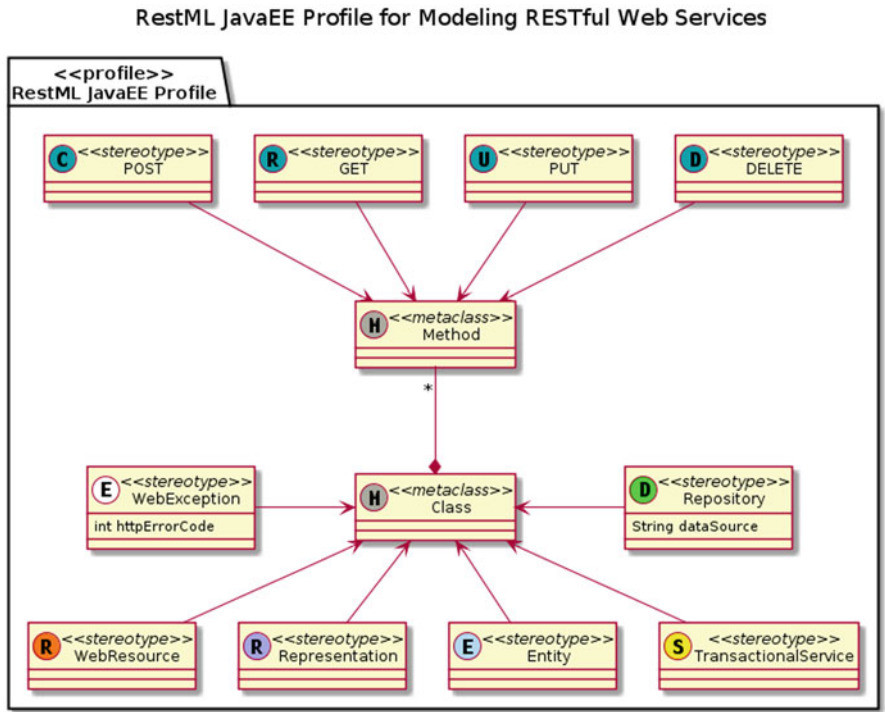 RestML JavaEE Profile for Modeling RESTful Web Services
<<profile>>
RestML JavaEE Profile
C <<stereotype>>
POST
R <<stereotype>>
GET
U <<stereotype>>
PUT
D <<stereotype>>
DELETE
H <<metaclass>>
Method
*
E <<stereotype>>
WebException
int httpErrorCode
H <<metaclass>>
Class
D <<stereotype>>
Repository
String dataSource
R <<stereotype>>
WebResource
R <<stereotype>>
Representation
E <<stereotype>>
Entity
S <<stereotype>>
TransactionalService